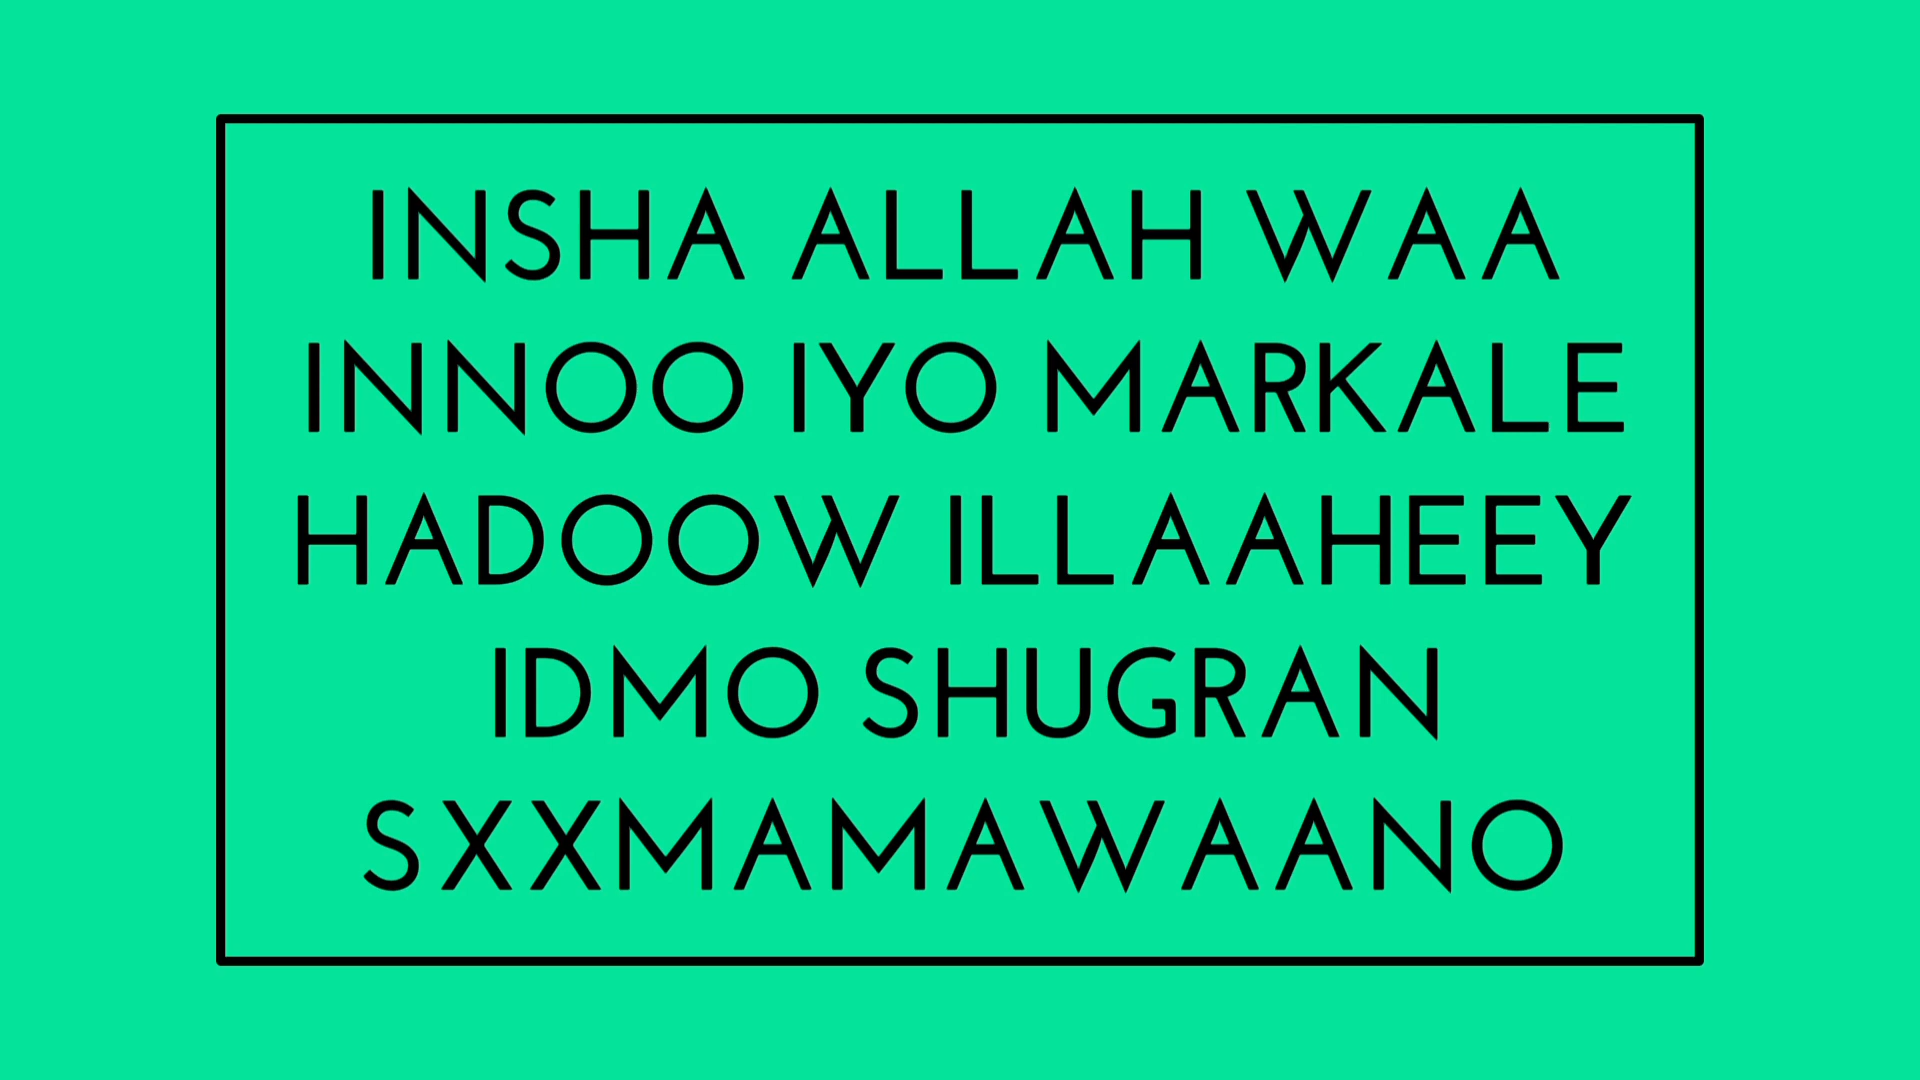 INSHA ALLAH WAA
INNOO IYO MARKALE
HADOOW ILLAAHEEY
IDMO SHUGRAN
SXXMAMAWAANO